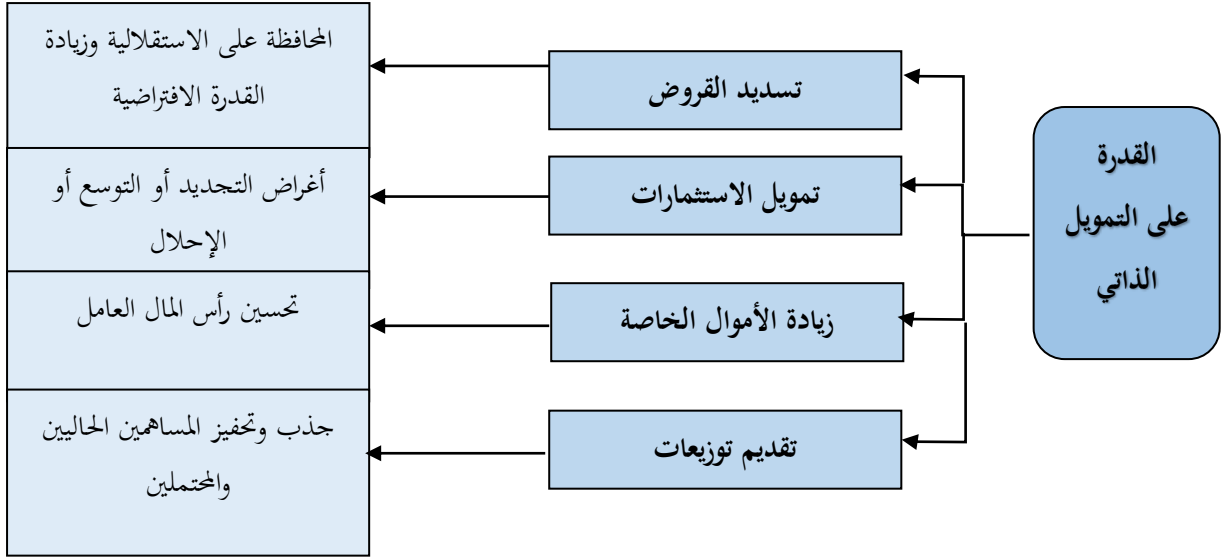 القدرة
على التمويل
الذاتي
تسديد القروض
المحافظة على الاستقلالية وزيادة
القدرة الافتراضية
تمويل الاستثمارات
أغراض التجديد أو التوسع أو
الإحلال
زيادة الأموال الخاصة
تحسين رأس المال العامل
تقديم توزيعات
جذب وتحفيز المساهمين الحاليين
والمحتملين